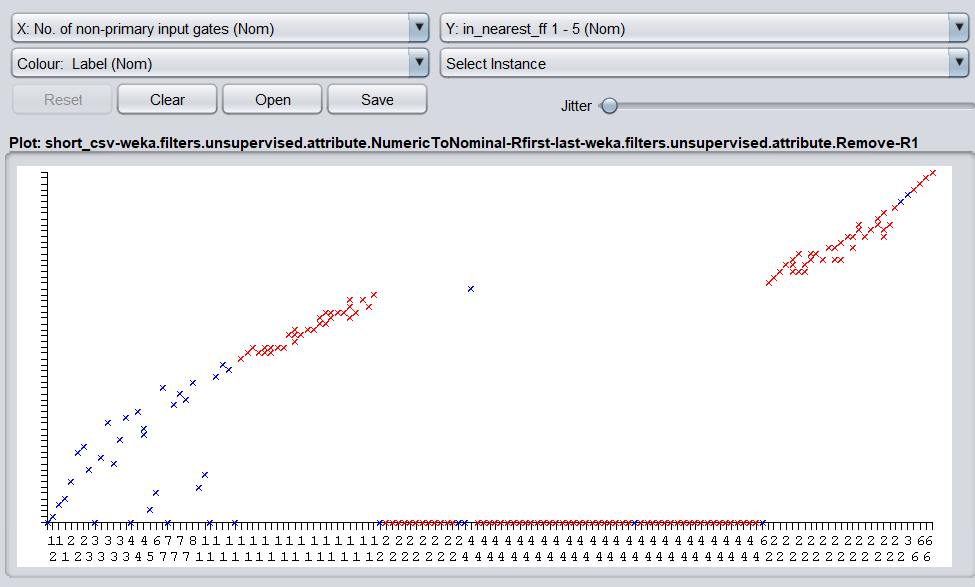 X: No. of non-primary input gates (Nom) Y: in_nearest_ff 1 - 5 (Nom)
Colour: Label (Nom) Select Instance
Reset Clear Open Save Jitter
Plot: short_csv-weka.filters.unsupervised.attribute.NumericToNominal-Rfirst-last-weka.filters.unsupervised.attribute.Remove-R1